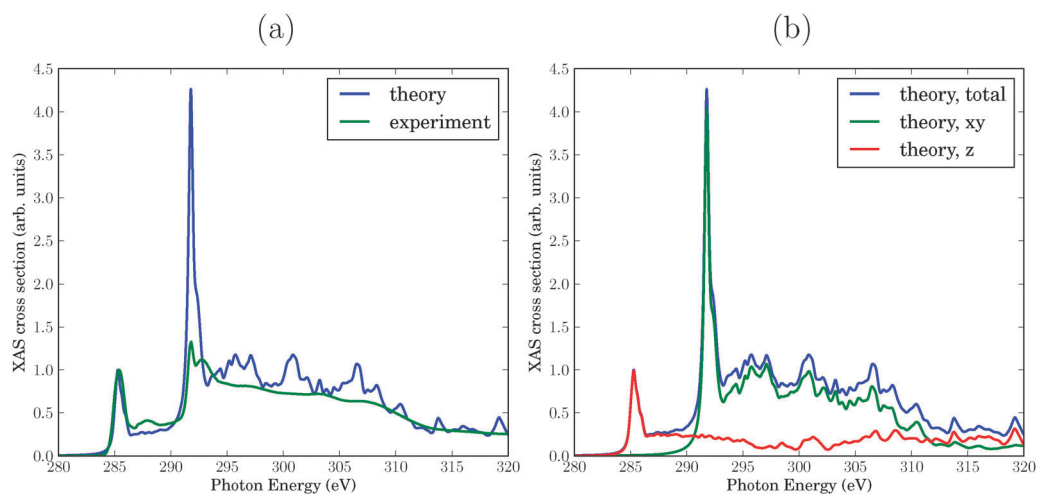 (a)
(b)
4.5
4.0
3.5
3.0
2.5
2.0
1.5
1.0
0.5
0.0
XAS cross section (arb. units)
theory
experiment
280 285 290 295 300 305 310 315 320
Photon Energy (eV)
4.5
4.0
3.5
3.0
2.5
2.0
1.5
1.0
0.5
0.0
XAS cross section (arb. units)
theory, total
theory, xy
theory, z
280 285 290 295 300 305 310 315 320
Photon Energy (eV)